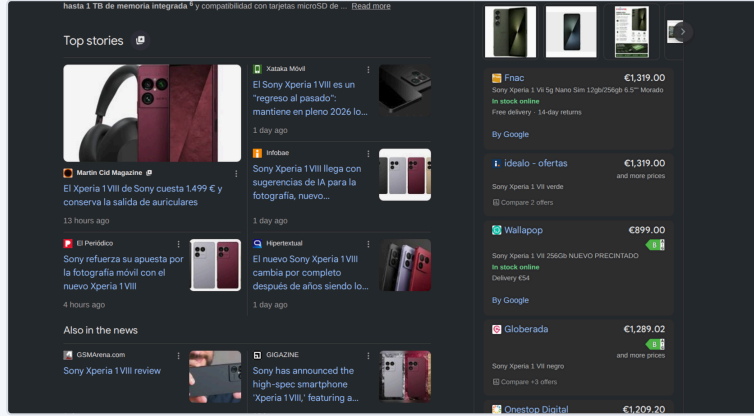 hasta 1 TB de memoria integrada 6 y compatibilidad con tarjetas microSD de ... Read more
Top stories
Martin Cid Magazine
El Xperia 1 VIII de Sony cuesta 1.499 € y
conserva la salida de auriculares
13 hours ago
Xataka Móvil
El Sony Xperia 1 VIII es un
"regreso al pasado":
mantiene en pleno 2026 lo...
1 day ago
Infobae
Sony Xperia 1 VIII llega con
sugerencias de IA para la
fotografía, nuevo...
1 day ago
El Periódico
Sony refuerza su apuesta por
la fotografía móvil con el
nuevo Xperia 1 VIII
4 hours ago
Hipertextual
El nuevo Sony Xperia 1 VIII
cambia por completo
después de años siendo lo...
1 day ago
Also in the news
GSMArena.com
Sony Xperia 1 VIII review
GIGAZINE
Sony has announced the
high-spec smartphone
'Xperia 1 VIII,' featuring a...
Fnac €1,319.00
Sony Xperia 1 Vii 5g Nano Sim 12gb/256gb 6.5"" Morado
In stock online
Free delivery · 14-day returns
By Google
idealo - ofertas €1,319.00
and more prices
Sony Xperia 1 VII verde
Compare 2 offers
Wallapop €899.00
B
Sony Xperia 1 VII 256Gb NUEVO PRECINTADO
In stock online
Delivery €54
By Google
Globerada €1,289.02
B
and more prices
Sony Xperia 1 VII negro
Compare +3 offers
Onestop Digital €1,209.20